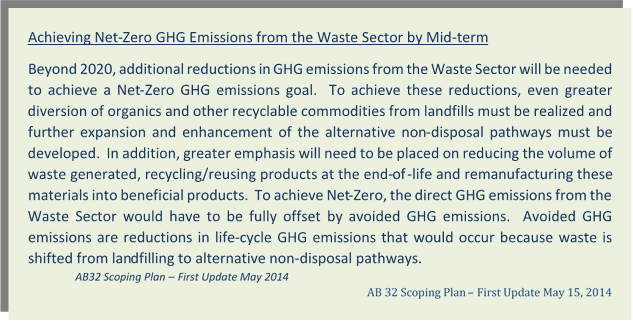 Achieving Net-Zero GHG Emissions from the Waste Sector by Mid-term
Beyond 2020, additional reductions in GHG emissions from the Waste Sector will be needed
to achieve a Net-Zero GHG emissions goal. To achieve these reductions, even greater
diversion of organics and other recyclable commodities from landfills must be realized and
further expansion and enhancement of the alternative non-disposal pathways must be
developed. In addition, greater emphasis will need to be placed on reducing the volume of
waste generated, recycling/reusing products at the end-of-life and remanufacturing these
materials into beneficial products. To achieve Net-Zero, the direct GHG emissions from the
Waste Sector would have to be fully offset by avoided GHG emissions. Avoided GHG
emissions are reductions in life-cycle GHG emissions that would occur because waste is
shifted from landfilling to alternative non-disposal pathways.
AB32 Scoping Plan – First Update May 2014
AB 32 Scoping Plan – First Update May 15, 2014